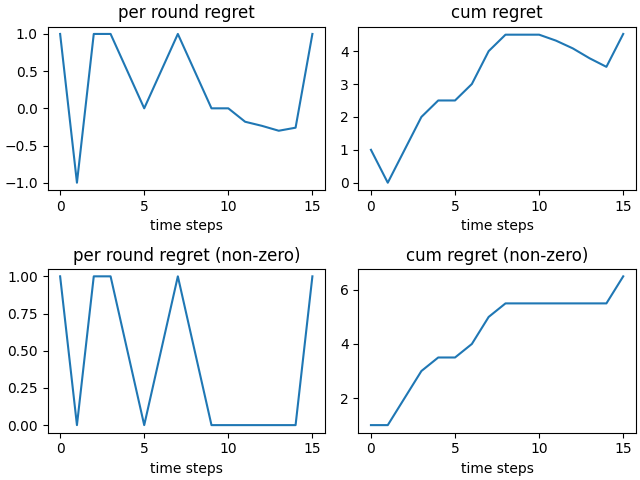 per round regret
1.0
0.5
0.0
−0.5
−1.0
0 5 10 15
time steps
cum regret
4
3
2
1
0
0 5 10 15
time steps
per round regret (non-zero)
1.00
0.75
0.50
0.25
0.00
0 5 10 15
time steps
cum regret (non-zero)
6
4
2
0 5 10 15
time steps